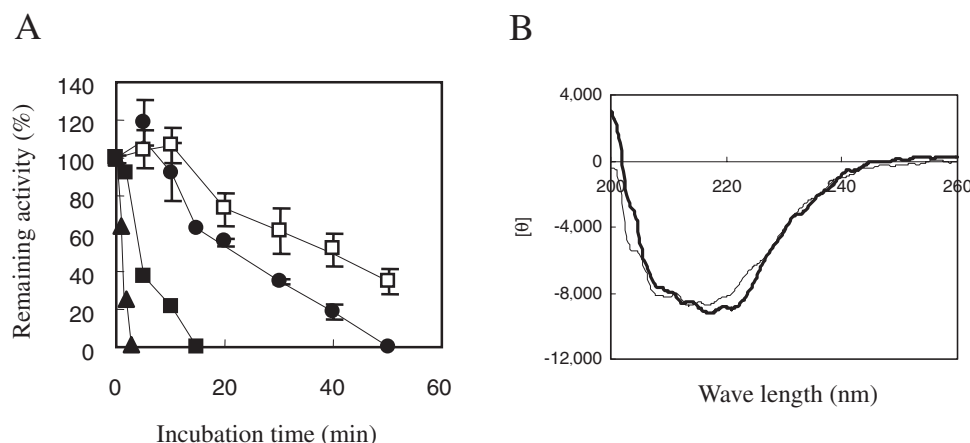 A
Remaining activity (%)
140
120
100
80
60
40
20
0
0 20 40 60
Incubation time (min)
B
[θ]
4,000
0
-4,000
-8,000
-12,000
200 220 240 260
Wave length (nm)